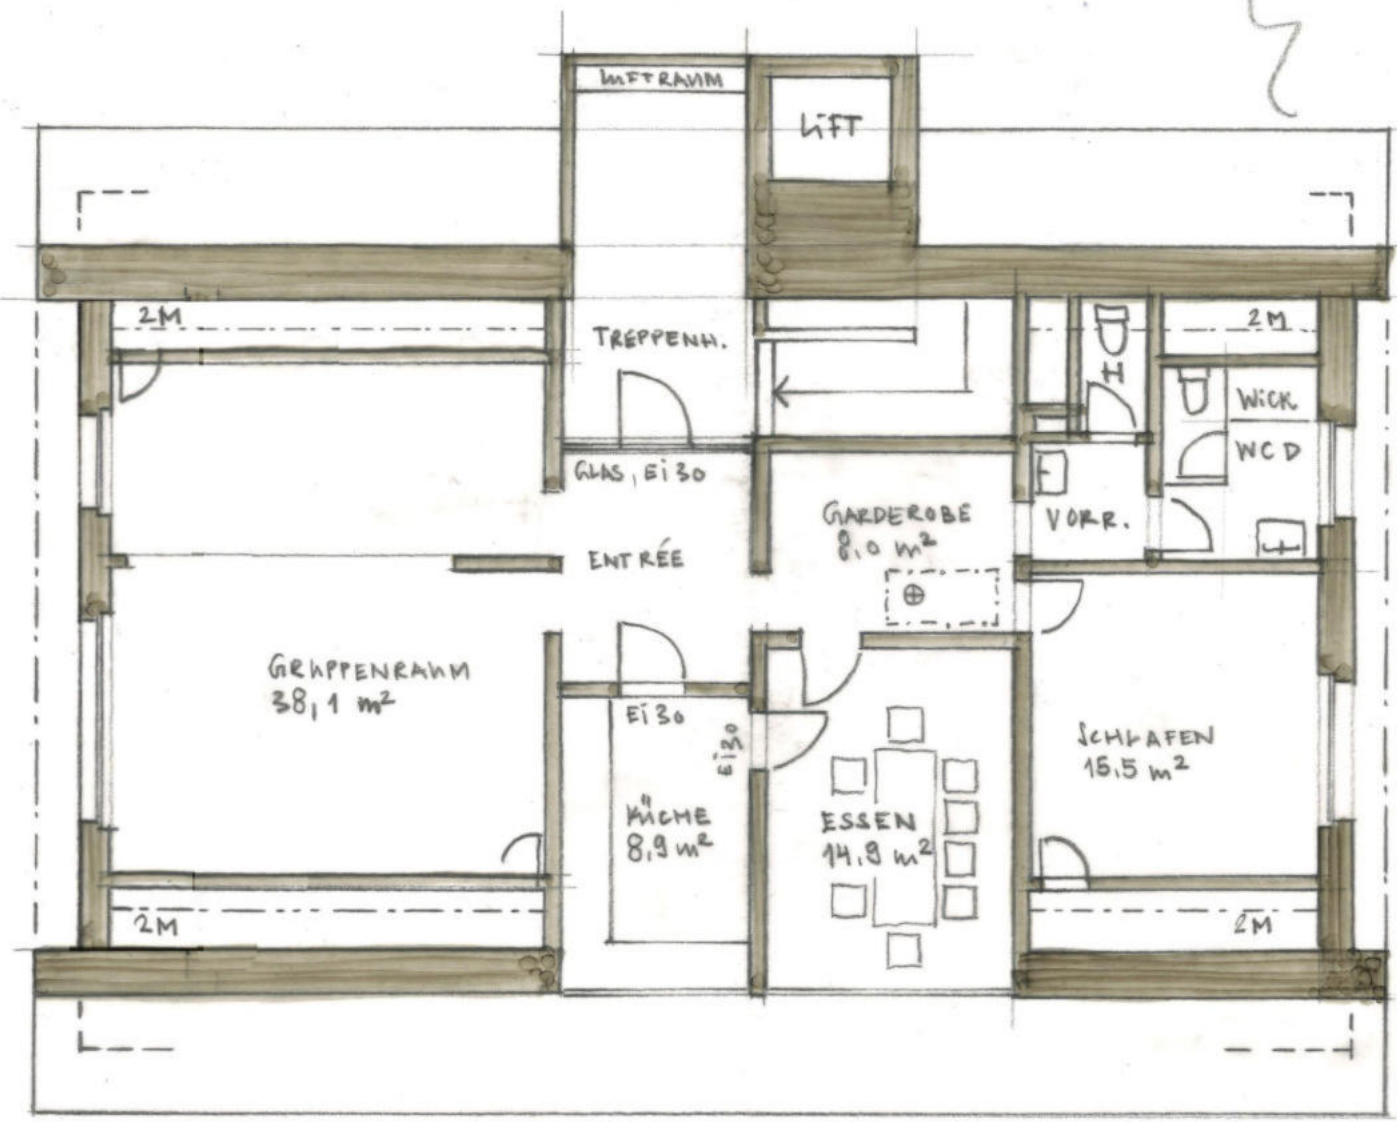 LUFTRAUM
LiFT
2M
TREPPENH.
2M
H
WiCK
WCD
GLAS, Ei 30
GARDEROBE
8,0 m²
VORR.
ENTRÉE
GRUPPENRAUM
38,1 m²
Ei 30
Ei 30
SCHLAFEN
15,5 m²
KÜCHE
8,9 m²
ESSEN
14,9 m²
2M
2M